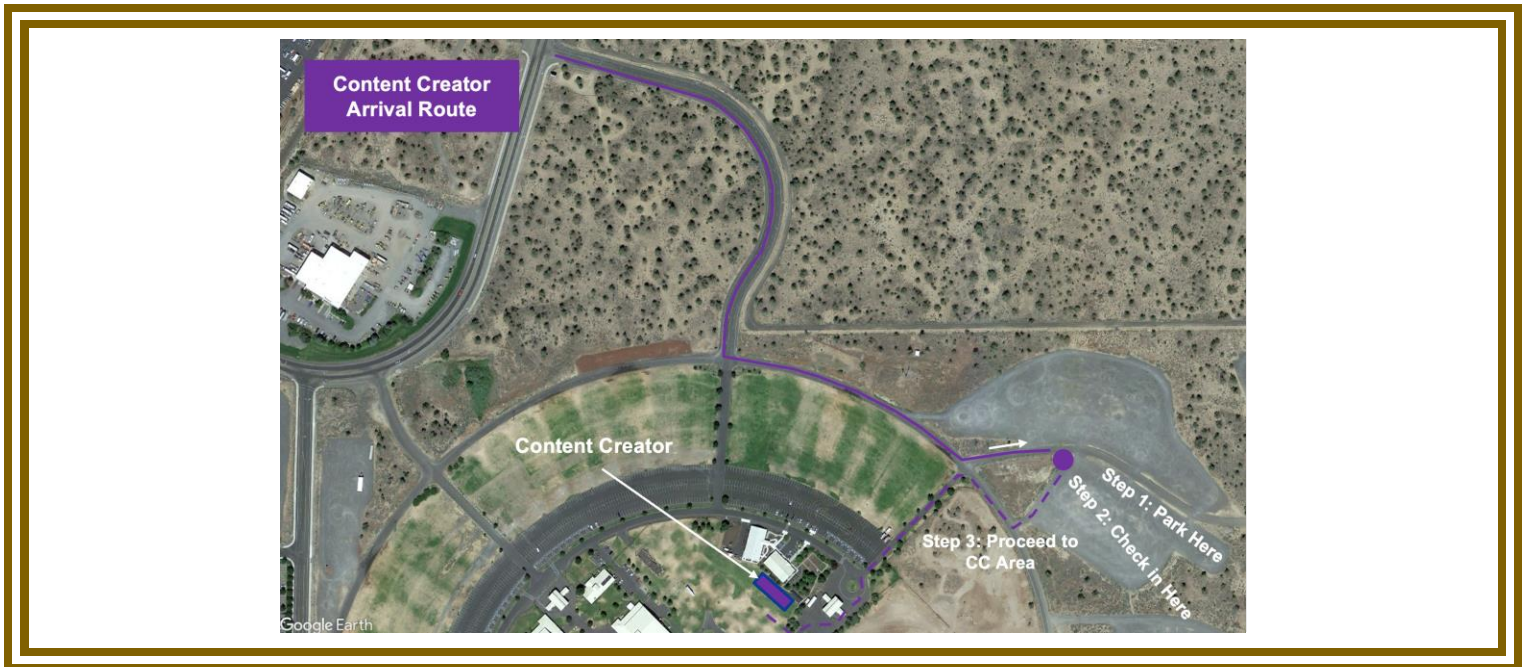 Content Creator
Arrival Route
Content Creator
Step 1: Park Here
Step 2: Check in Here
Step 3: Proceed to
CC Area
Google Earth